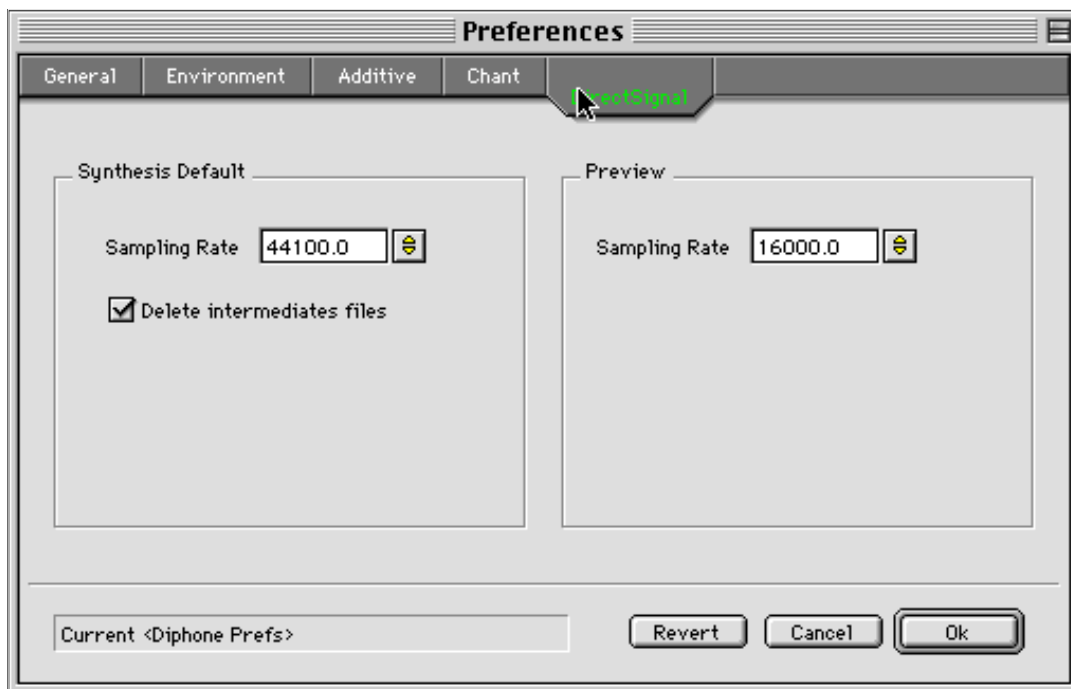 Preferences
General Environment Additive Chant DirectSignal
Synthesis Default
Sampling Rate 44100.0
Delete intermediates files
Preview
Sampling Rate 16000.0
Current <Diphone Prefs>
Revert Cancel Ok